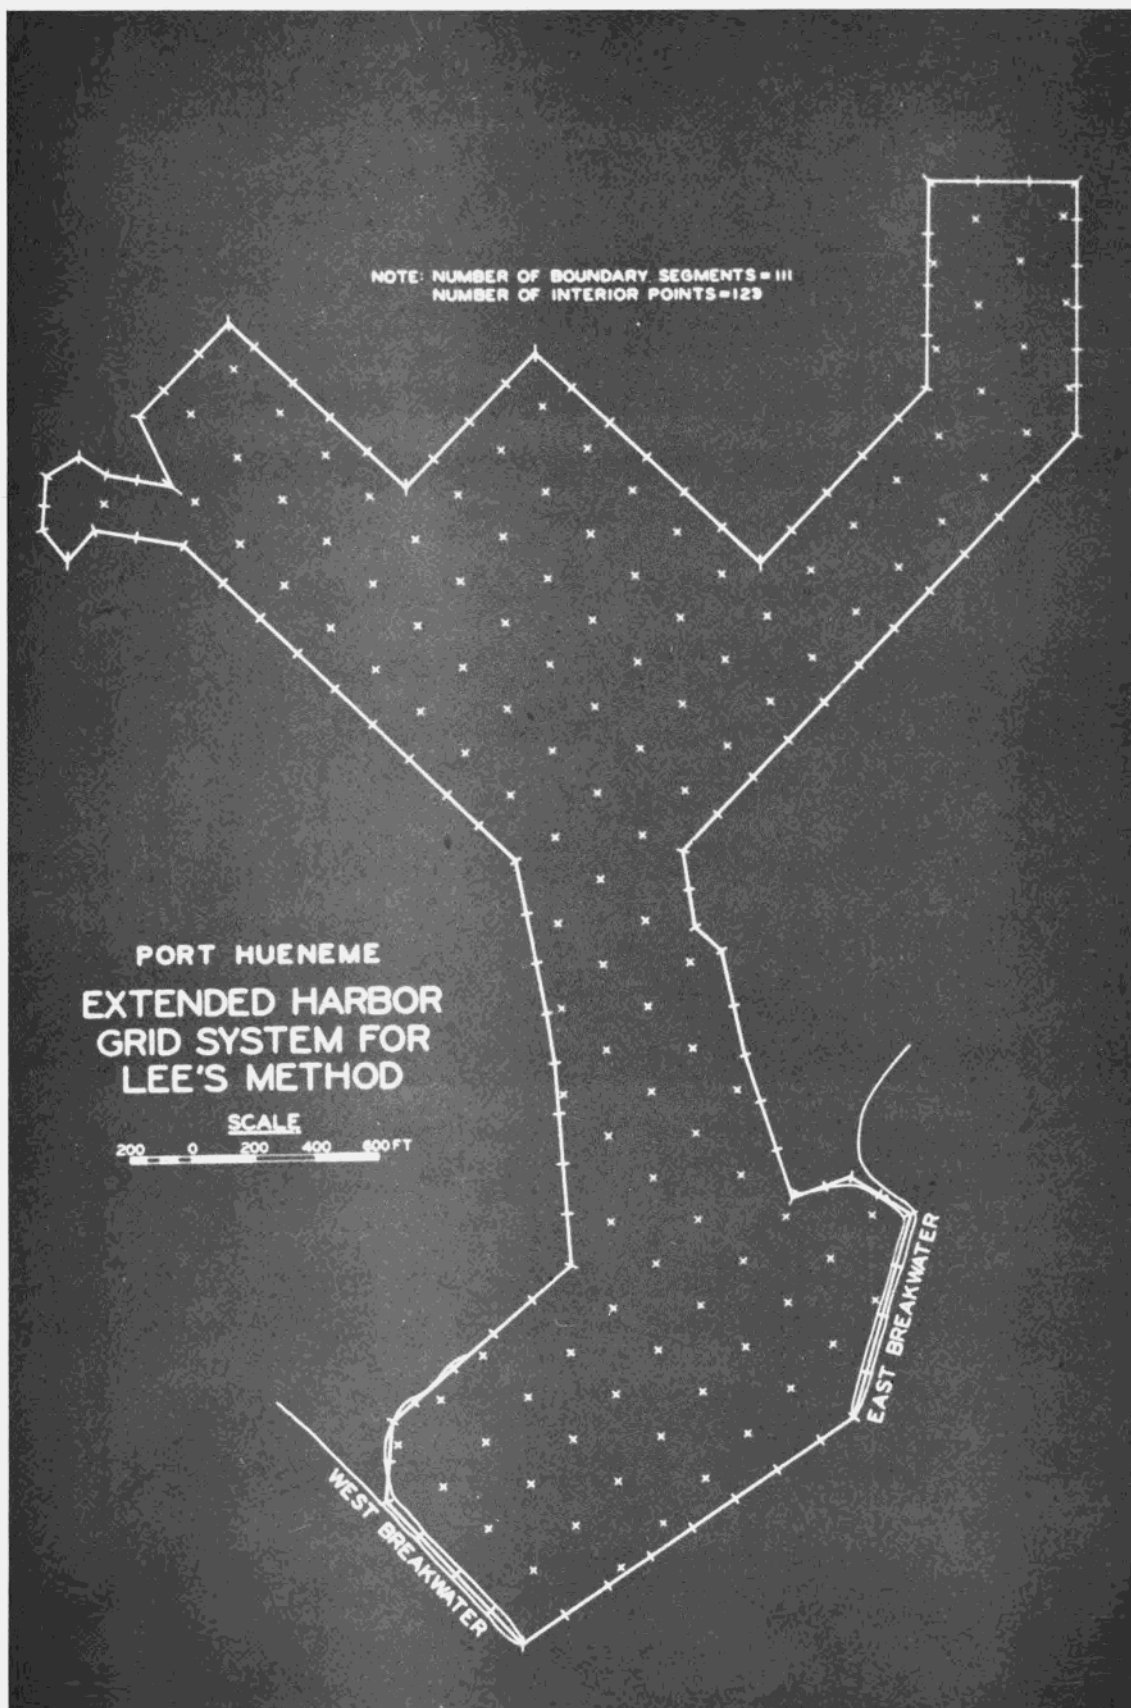 NOTE: NUMBER OF BOUNDARY SEGMENTS = 111
NUMBER OF INTERIOR POINTS = 123
PORT HUENEME
EXTENDED HARBOR
GRID SYSTEM FOR
LEE'S METHOD
SCALE
200 0 200 400 600 FT
EAST BREAKWATER
WEST BREAKWATER